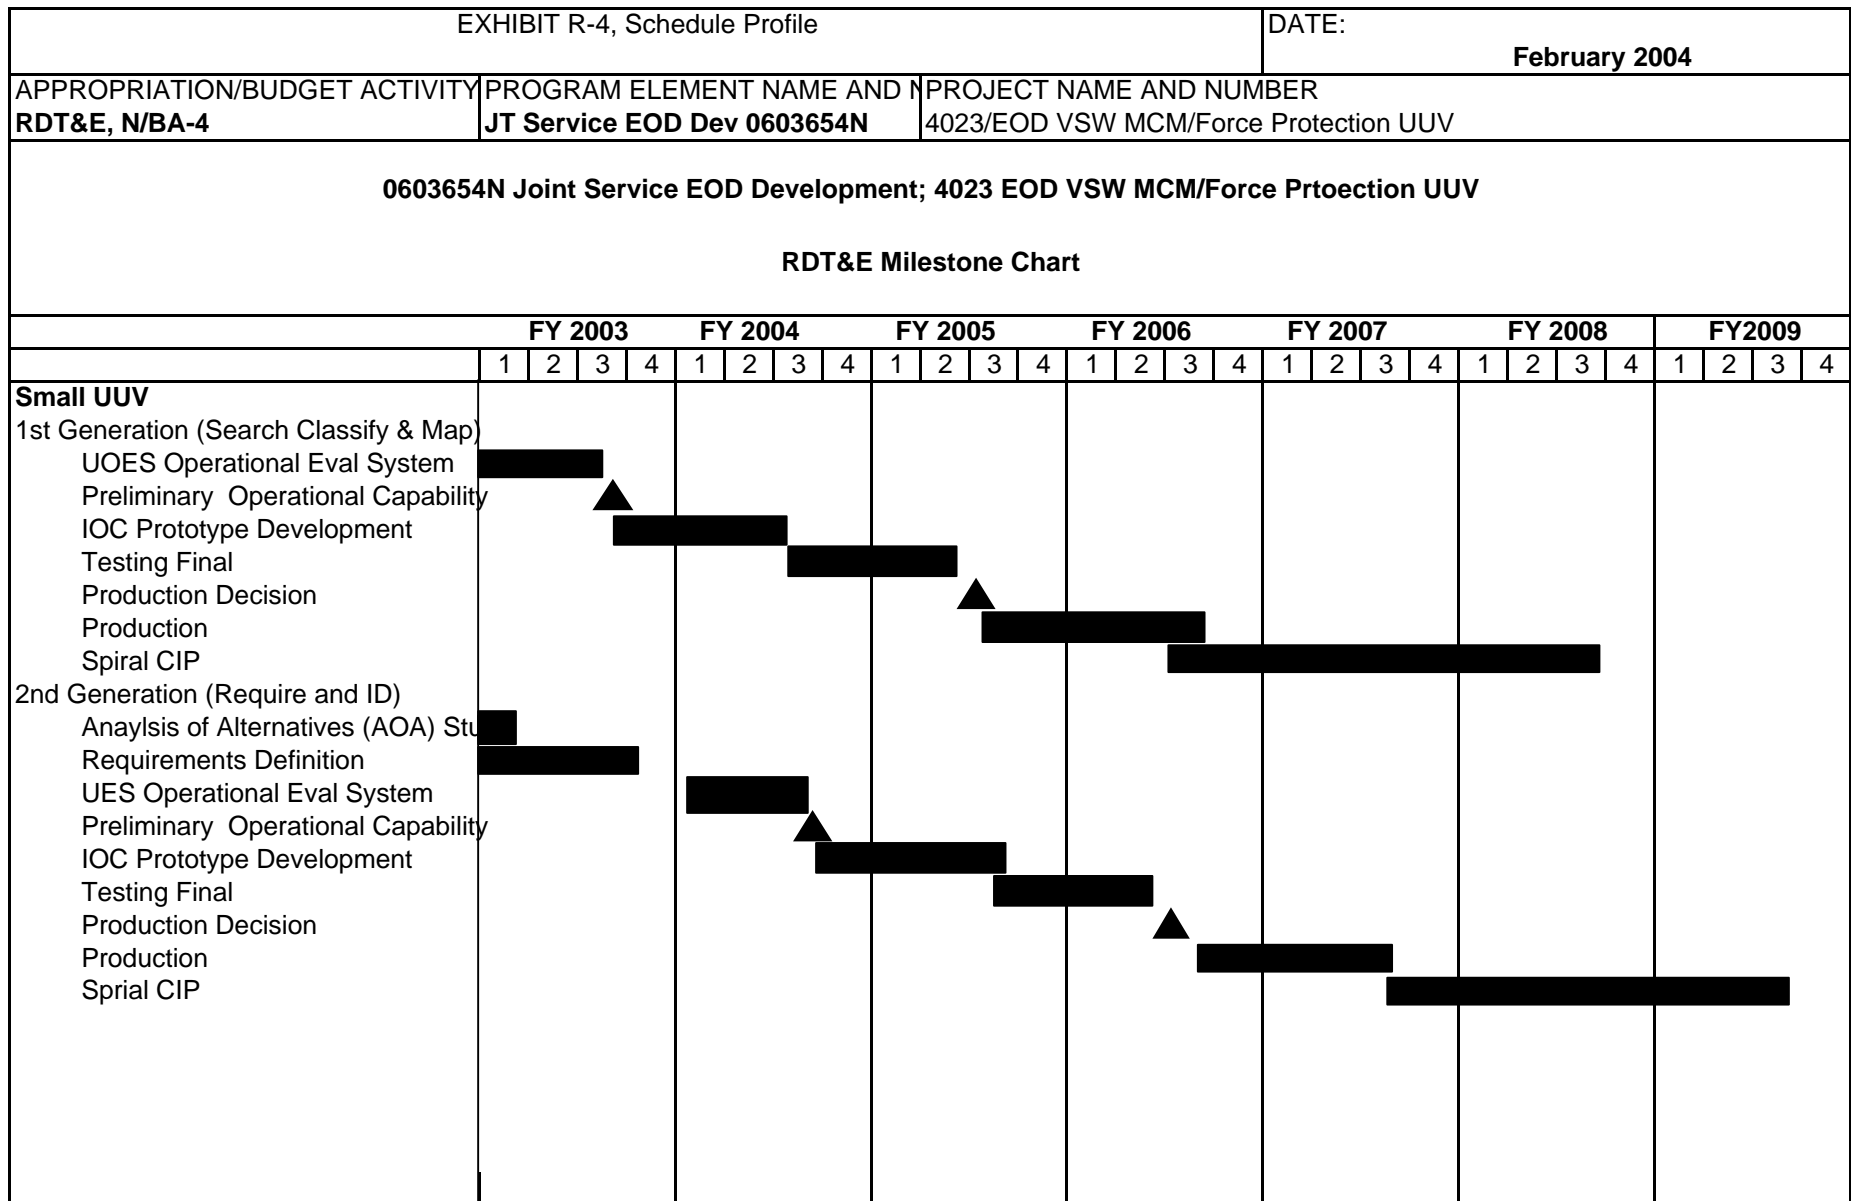 EXHIBIT R-4, Schedule Profile DATE:
February 2004
APPROPRIATION/BUDGET ACTIVITY PROGRAM ELEMENT NAME AND PROJECT NAME AND NUMBER
RDT&E, N/BA-4 JT Service EOD Dev 0603654N 4023/EOD VSW MCM/Force Protection UUV
0603654N Joint Service EOD Development; 4023 EOD VSW MCM/Force Prtoection UUV
RDT&E Milestone Chart
FY 2003 FY 2004 FY 2005 FY 2006 FY 2007 FY 2008 FY2009
1 2 3 4 1 2 3 4 1 2 3 4 1 2 3 4 1 2 3 4 1 2 3 4 1 2 3 4
Small UUV
1st Generation (Search Classify & Map)
UOES Operational Eval System
Preliminary Operational Capability
IOC Prototype Development
Testing Final
Production Decision
Production
Spiral CIP
2nd Generation (Require and ID)
Anaylsis of Alternatives (AOA) Stu
Requirements Definition
UES Operational Eval System
Preliminary Operational Capability
IOC Prototype Development
Testing Final
Production Decision
Production
Sprial CIP